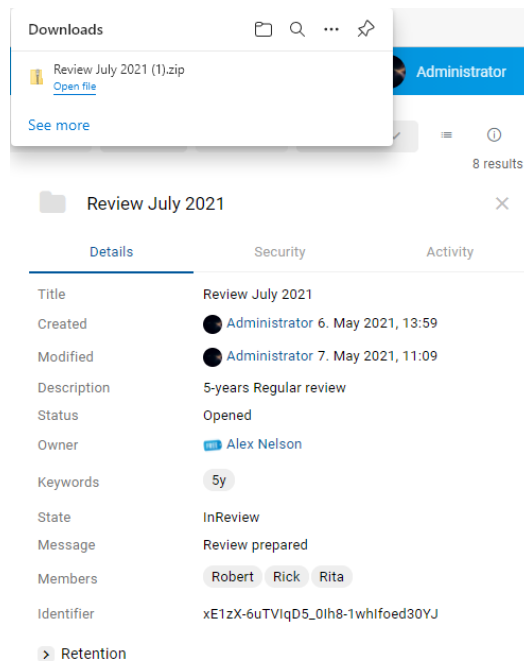 Downloads
Review July 2021 (1).zip
Open file
See more
Administrator
8 results
Review July 2021
Details Security Activity
Title Review July 2021
Created Administrator 6. May 2021, 13:59
Modified Administrator 7. May 2021, 11:09
Description 5-years Regular review
Status Opened
Owner Alex Nelson
Keywords 5y
State InReview
Message Review prepared
Members Robert Rick Rita
Identifier xE1zX-6uTVIqD5_0Ih8-1whIfoed30YJ
Retention